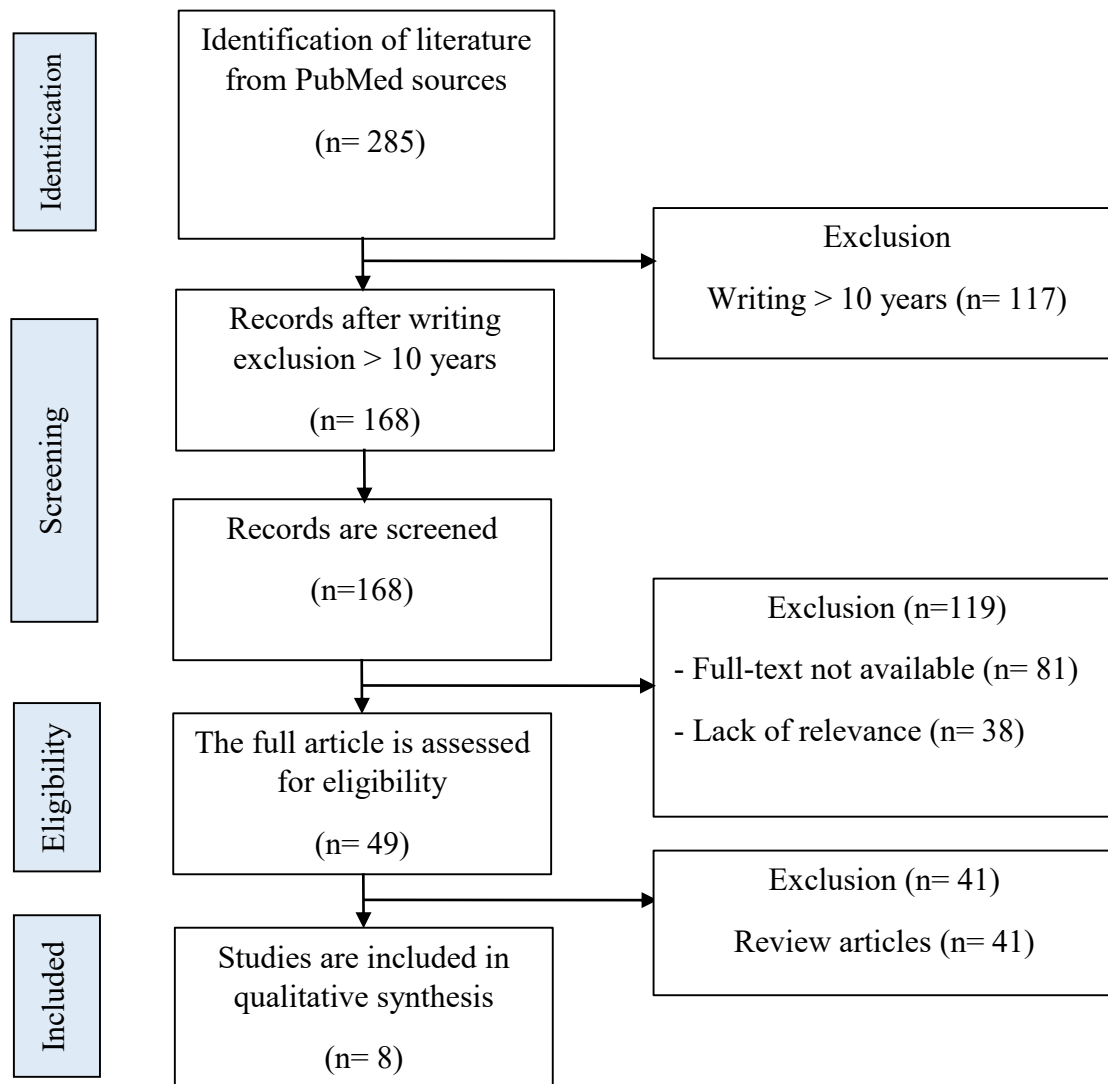 Identification
Identification of literature
from PubMed sources
(n= 285)
Exclusion
Writing > 10 years (n= 117)
Screening
Records after writing
exclusion > 10 years
(n= 168)
Records are screened
(n=168)
Exclusion (n=119)
- Full-text not available (n= 81)
- Lack of relevance (n= 38)
Eligibility
The full article is assessed
for eligibility
(n= 49)
Exclusion (n= 41)
Review articles (n= 41)
Included
Studies are included in
qualitative synthesis
(n= 8)